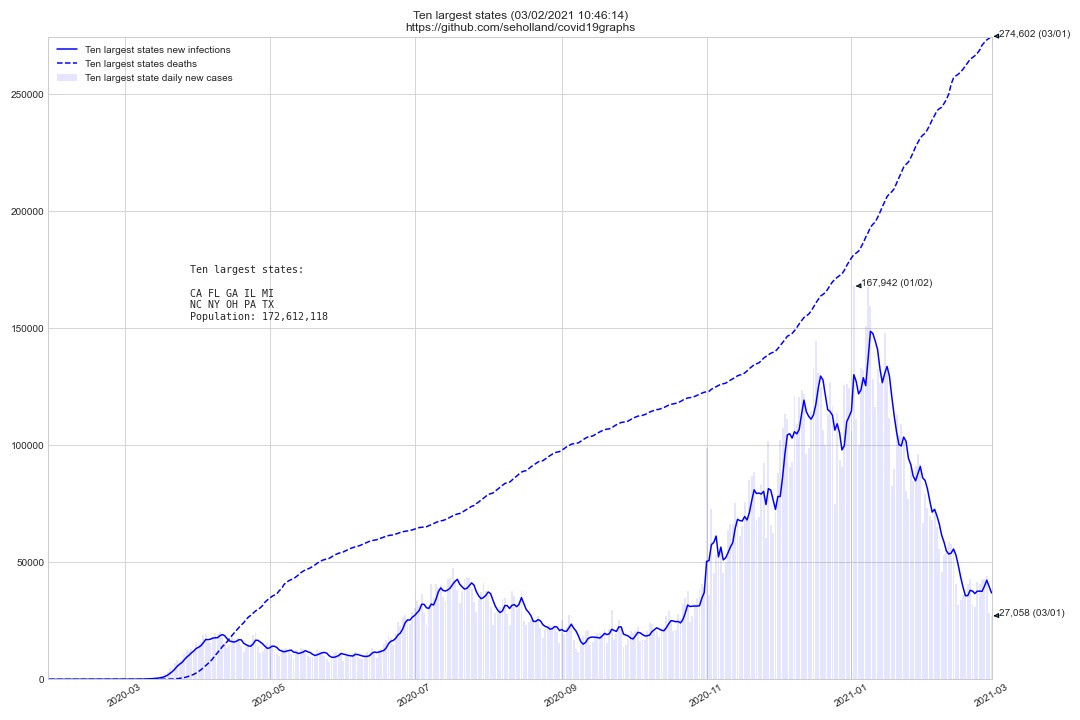 Ten largest states (03/02/2021 10:46:14)
https://github.com/seholland/covid19graphs
274,602 (03/01)
Ten largest states new infections
Ten largest states deaths
Ten largest state daily new cases
250000
200000
Ten largest states:
CA FL GA IL MI
NC NY OH PA TX
Population: 172,612,118
167,942 (01/02)
150000
100000
50000
27,058 (03/01)
0
2020-03
2020-05
2020-07
2020-09
2020-11
2021-01
2021-03